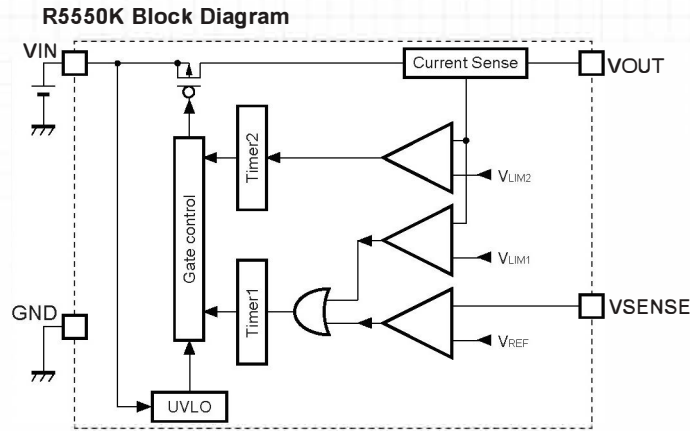 R5550K Block Diagram
VIN
Current Sense
VOUT
Timer2
VLIM2
Gate control
VLIM1
Timer1
GND
VSENSE
VREF
UVLO